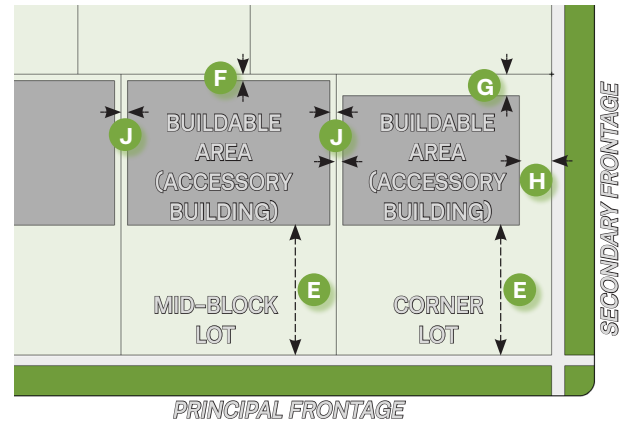 F
G
J
J
BUILDABLE
AREA
(ACCESSORY
BUILDING)
BUILDABLE
AREA
(ACCESSORY
BUILDING)
H
E
E
MID-BLOCK
LOT
CORNER
LOT
SECONDARY FRONTAGE
PRINCIPAL FRONTAGE